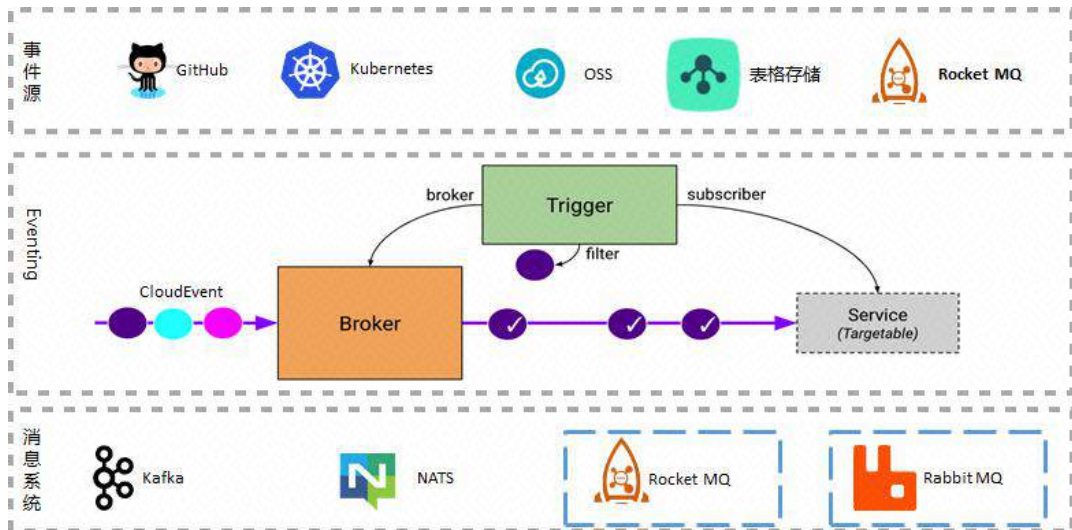 事件源
GitHub
Kubernetes
OSS
表格存储
Rocket MQ
Eventing
broker
Trigger
subscriber
filter
CloudEvent
Broker
Service
(Targetable)
消息系统
Kafka
NATS
Rocket MQ
Rabbit MQ